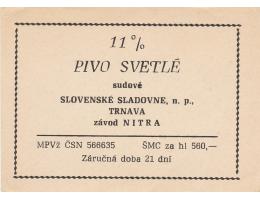 11%
PIVO SVETLÉ
sudové
SLOVENSKÉ SLADOVNE, n. p.,
TRNAVA
závod NITRA
MPVž ČSN 566635 ŠMC za hl 560,—
Záručná doba 21 dní